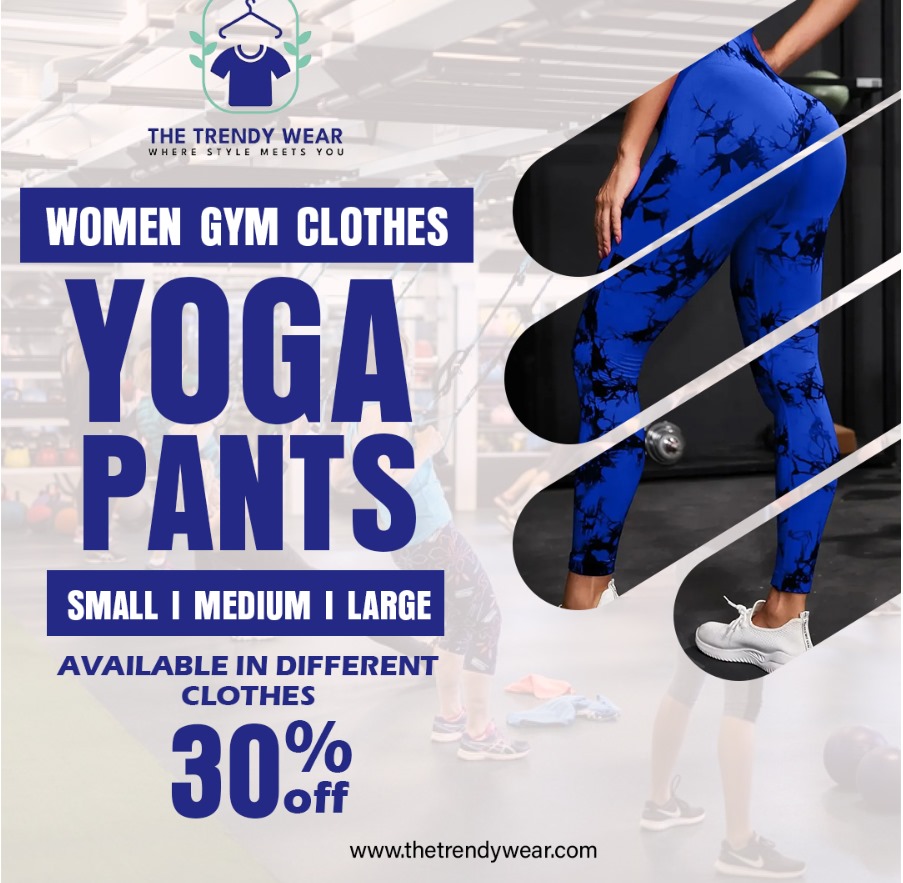 THE TRENDY WEAR
WHERE STYLE MEETS YOU
WOMEN GYM CLOTHES
YOGA
PANTS
SMALL | MEDIUM | LARGE
AVAILABLE IN DIFFERENT
CLOTHES
30%
off
www.thetrendywear.com